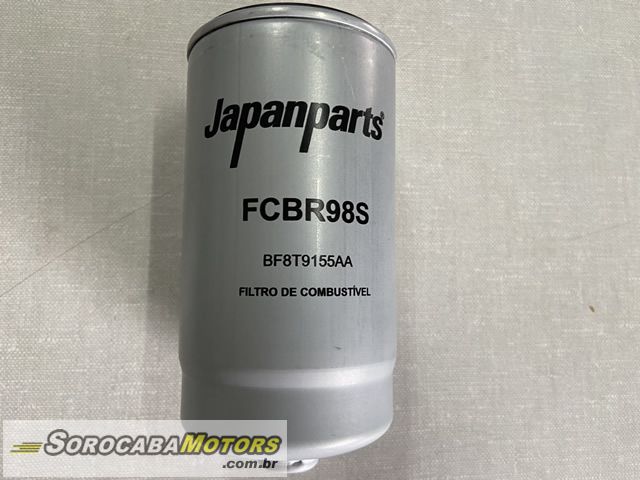 Japanparts®
FCBR98S
BF8T9155AA
FILTRO DE COMBUSTÍVEL
SOROCABAMOTORS
.com.br